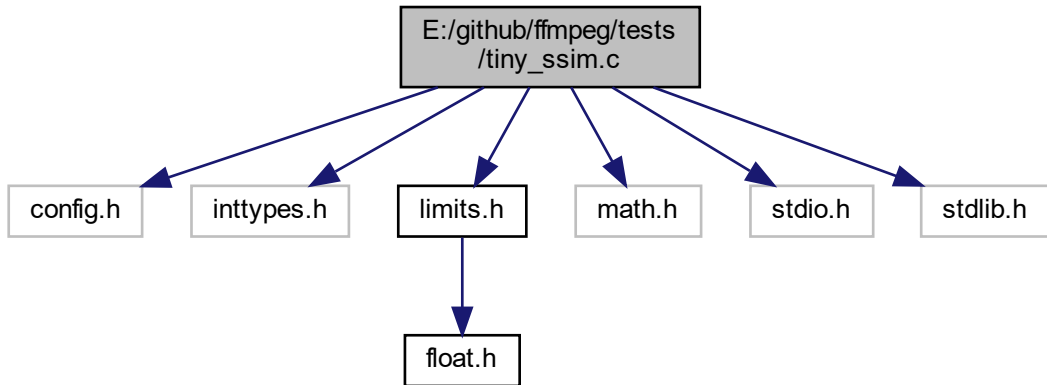 E:/github/ffmpeg/tests
/tiny_ssim.c
config.h
inttypes.h
limits.h
math.h
stdio.h
stdlib.h
float.h